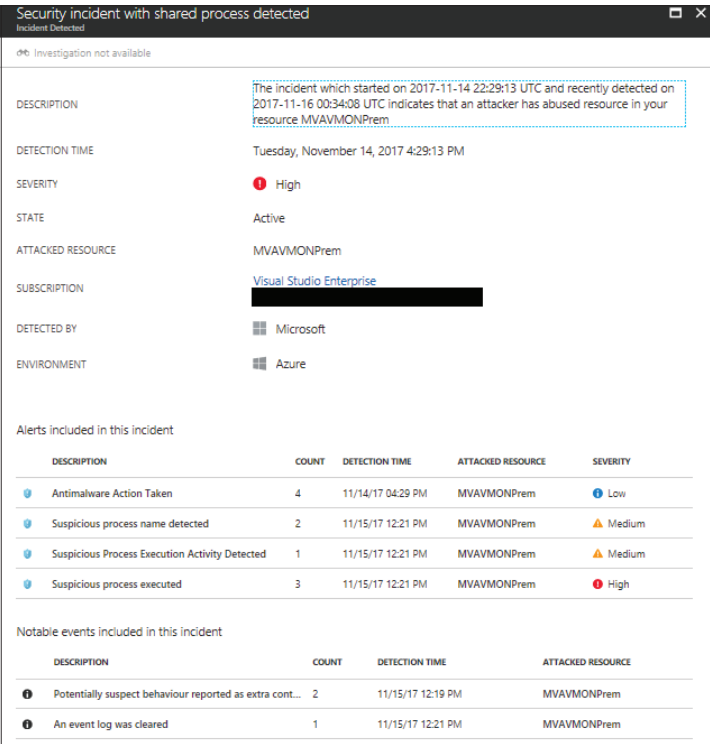 Security incident with shared process detected
Incident Detected
Investigation not available
DESCRIPTION
The incident which started on 2017-11-14 22:29:13 UTC and recently detected on
2017-11-16 00:34:08 UTC indicates that an attacker has abused resource in your
resource MVAVMONPrem
DETECTION TIME
Tuesday, November 14, 2017 4:29:13 PM
SEVERITY
High
STATE
Active
ATTACKED RESOURCE
MVAVMONPrem
SUBSCRIPTION
Visual Studio Enterprise
DETECTED BY
Microsoft
ENVIRONMENT
Azure
Alerts included in this incident
DESCRIPTION COUNT DETECTION TIME ATTACKED RESOURCE SEVERITY
Antimalware Action Taken 4 11/14/17 04:29 PM MVAVMONPrem Low
Suspicious process name detected 2 11/15/17 12:21 PM MVAVMONPrem Medium
Suspicious Process Execution Activity Detected 1 11/15/17 12:21 PM MVAVMONPrem Medium
Suspicious process executed 3 11/15/17 12:21 PM MVAVMONPrem High
Notable events included in this incident
DESCRIPTION COUNT DETECTION TIME ATTACKED RESOURCE
Potentially suspect behaviour reported as extra cont... 2 11/15/17 12:19 PM MVAVMONPrem
An event log was cleared 1 11/15/17 12:21 PM MVAVMONPrem